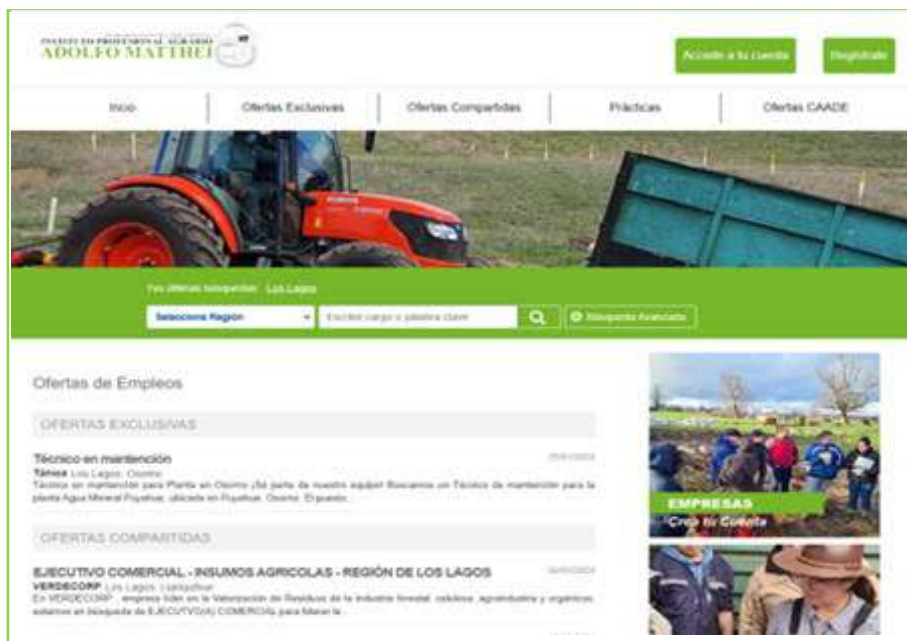 INSTITUTO PROFESIONAL AGRARIO
ADOLFO MATTHEI
Accede a tu cuenta
Regístrate
Inicio
Ofertas Exclusivas
Ofertas Compartidas
Prácticas
Ofertas CAADE
Tus últimas búsquedas: Los Lagos
Seleccione Región
Escribe cargo o palabra clave
Búsqueda Avanzada
Ofertas de Empleos
OFERTAS EXCLUSIVAS
Técnico en mantención
Los Lagos, Osorno
Técnico en mantención para Planta en Osorno ¡Sé parte de nuestro equipo! Buscamos un Técnico de mantención para la
planta Agua Mineral Puyehue, ubicada en Puyehue, Osorno. El puesto...
EMPRESAS
Crea tu Cuenta
OFERTAS COMPARTIDAS
EJECUTIVO COMERCIAL - INSUMOS AGRICOLAS - REGIÓN DE LOS LAGOS
VERDECORP Los Lagos, Llanquihue
En VERDECORP, empresa líder en la Valorización de Residuos de la industria forestal, celulosa, agroindustria y orgánicos,
estamos en búsqueda de EJECUTIVO(A) COMERCIAL para liderar la